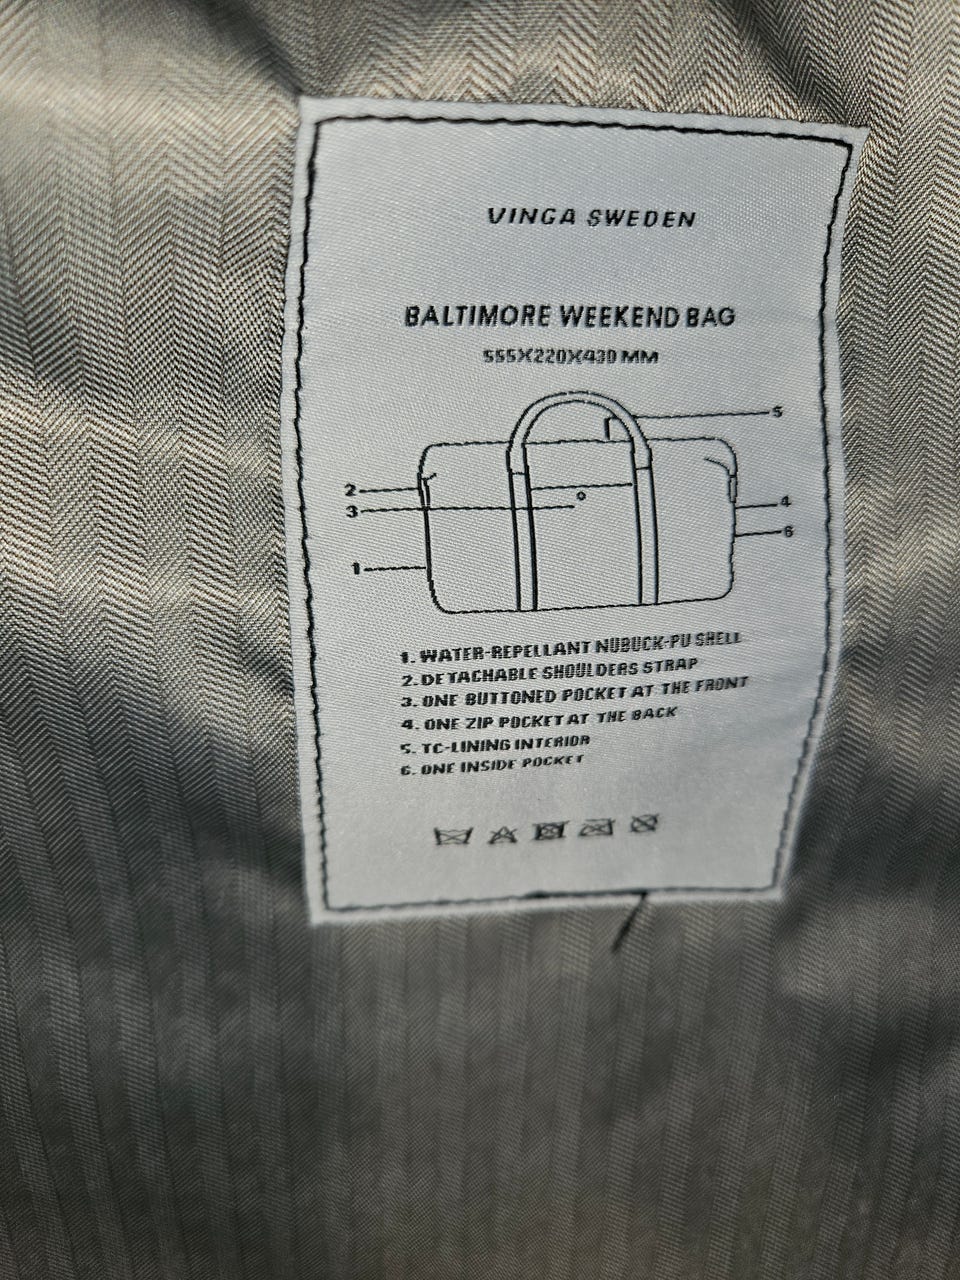 VINGA SWEDEN
BALTIMORE WEEKEND BAG
555X220X430 MM
5
2
3
4
6
1
1. WATER-REPELLANT NUBUCK-PU SHELL
2. DETACHABLE SHOULDERS STRAP
3. ONE BUTTONED POCKET AT THE FRONT
4. ONE ZIP POCKET AT THE BACK
5. TC-LINING INTERIOR
6. ONE INSIDE POCKET